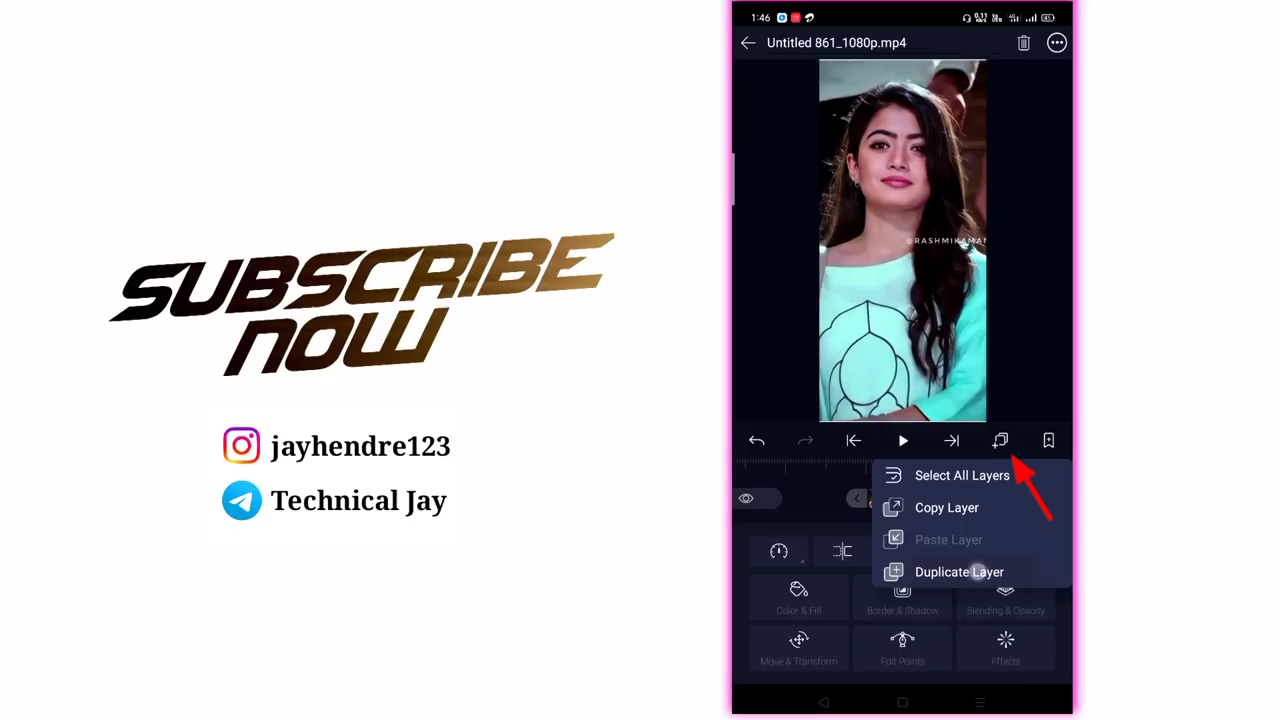 SUBSCRIBE
NOW
jayhendre123
Technical Jay
1:46
Untitled 861_1080p.mp4
@RASHMIKAMAN
Select All Layers
Copy Layer
Paste Layer
Duplicate Layer
Color & Fill
Border & Shadow
Blending & Opacity
Move & Transform
Edit Points
Effects